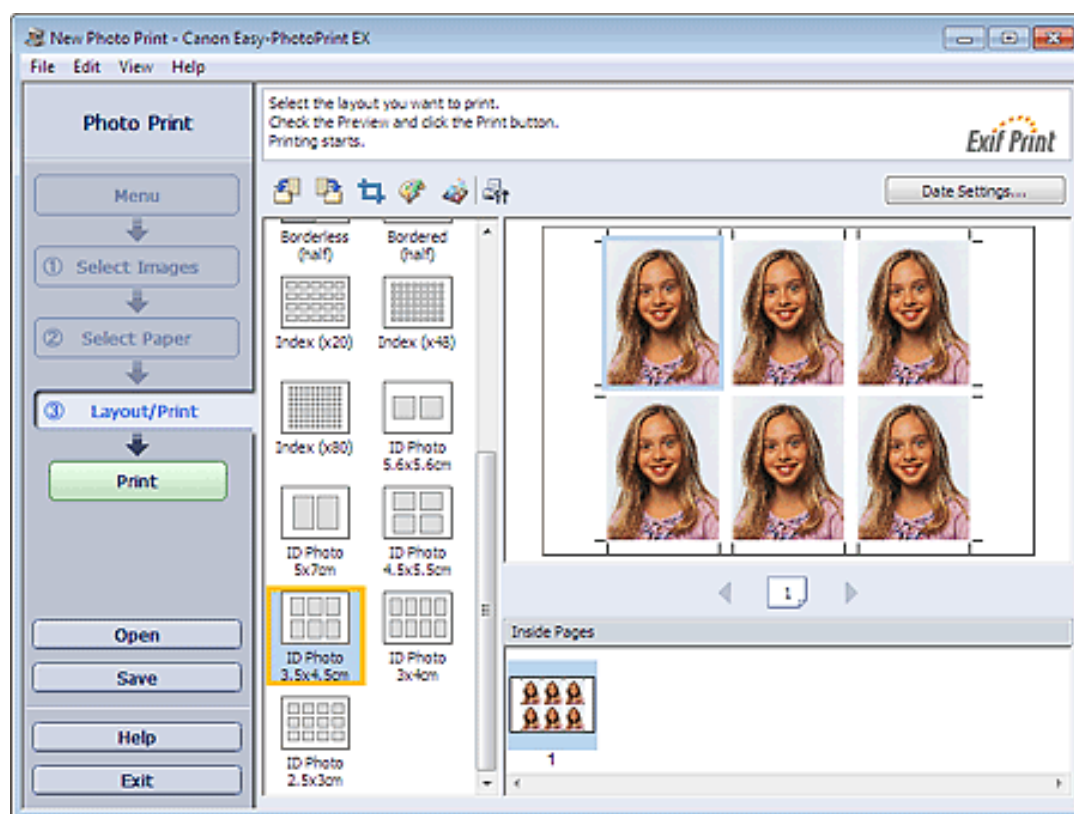 New Photo Print - Canon Easy-PhotoPrint EX
File Edit View Help
Photo Print
Select the layout you want to print.
Check the Preview and click the Print button.
Printing starts.
Exif Print
Menu
Date Settings...
① Select Images
② Select Paper
③ Layout/Print
Print
Open
Save
Help
Exit
Borderless
(half)
Bordered
(half)
Index (x20)
Index (x48)
Index (x80)
ID Photo
5.6x5.6cm
ID Photo
5x7cm
ID Photo
4.5x5.5cm
ID Photo
3.5x4.5cm
ID Photo
3x4cm
ID Photo
2.5x3cm
1
Inside Pages
1